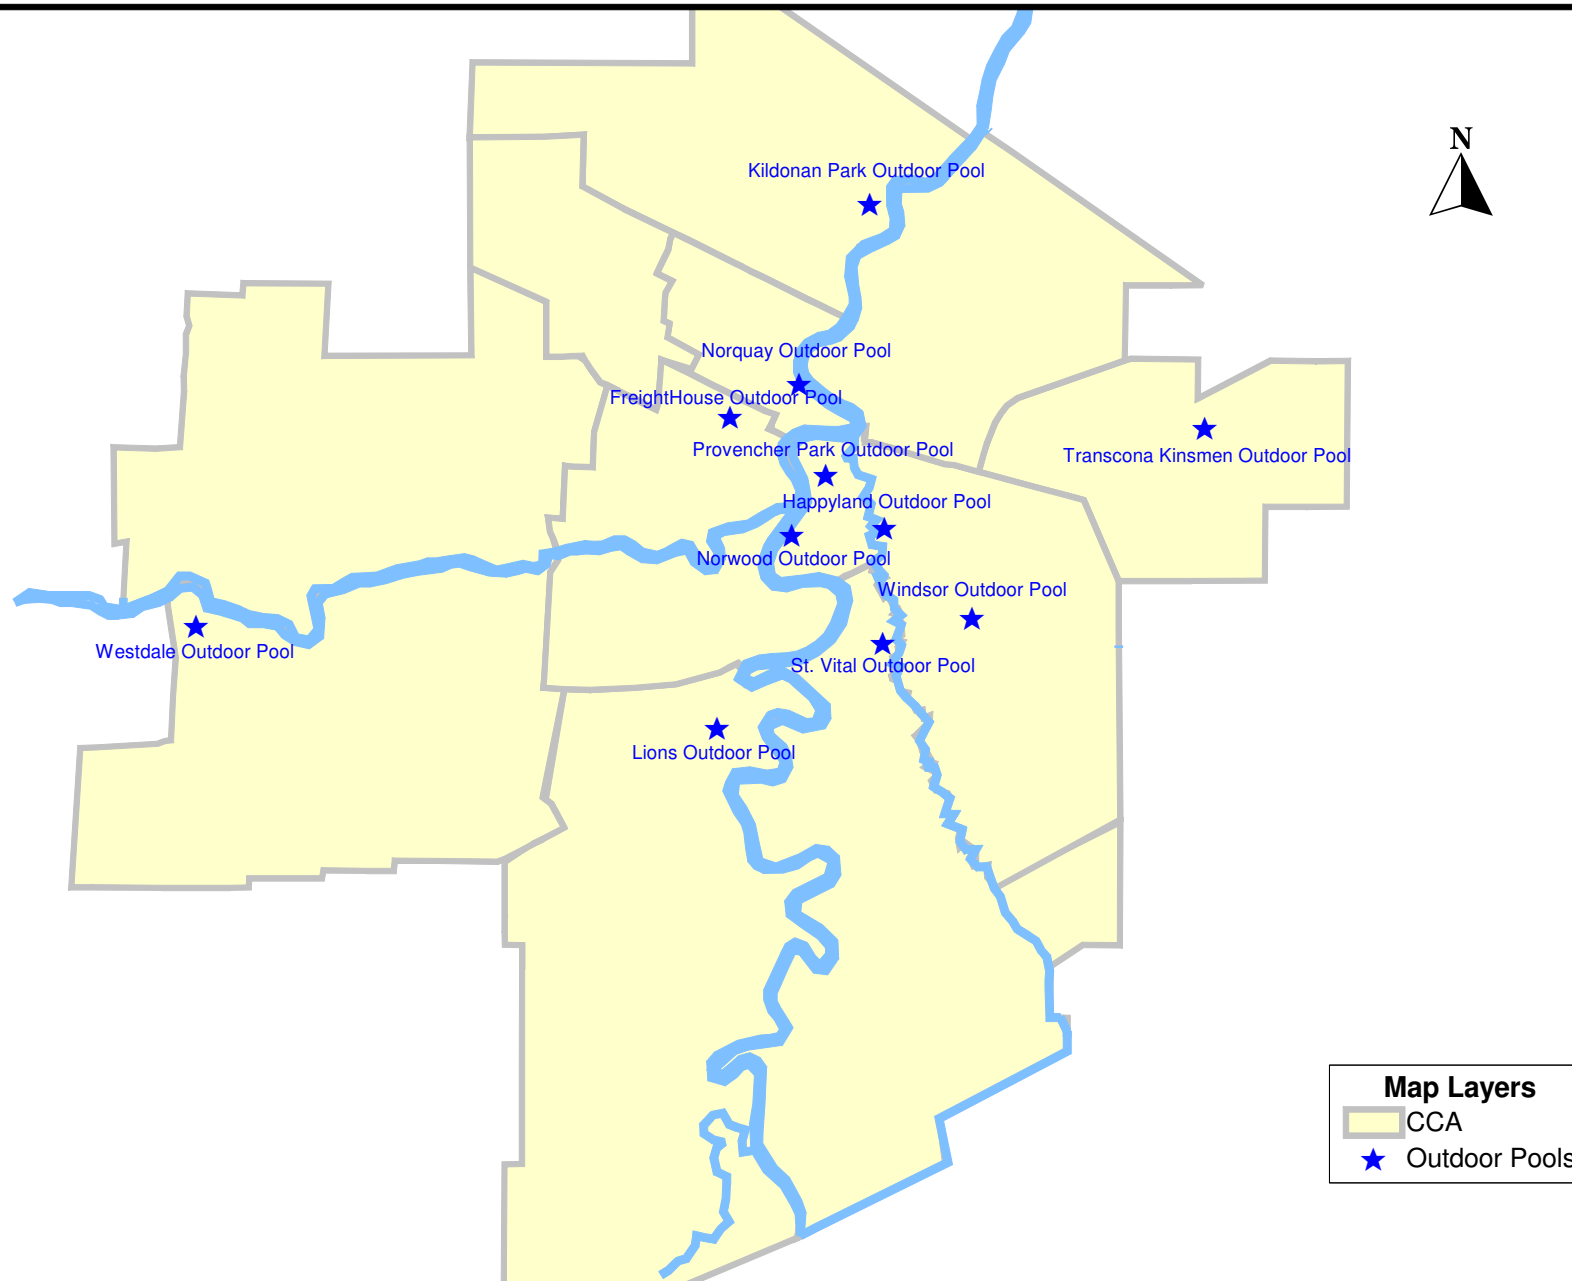 N
Kildonan Park Outdoor Pool
Norquay Outdoor Pool
FreightHouse Outdoor Pool
Provencher Park Outdoor Pool
Transcona Kinsmen Outdoor Pool
Happyland Outdoor Pool
Norwood Outdoor Pool
Windsor Outdoor Pool
Westdale Outdoor Pool
St. Vital Outdoor Pool
Lions Outdoor Pool
Map Layers
CCA
Outdoor Pools